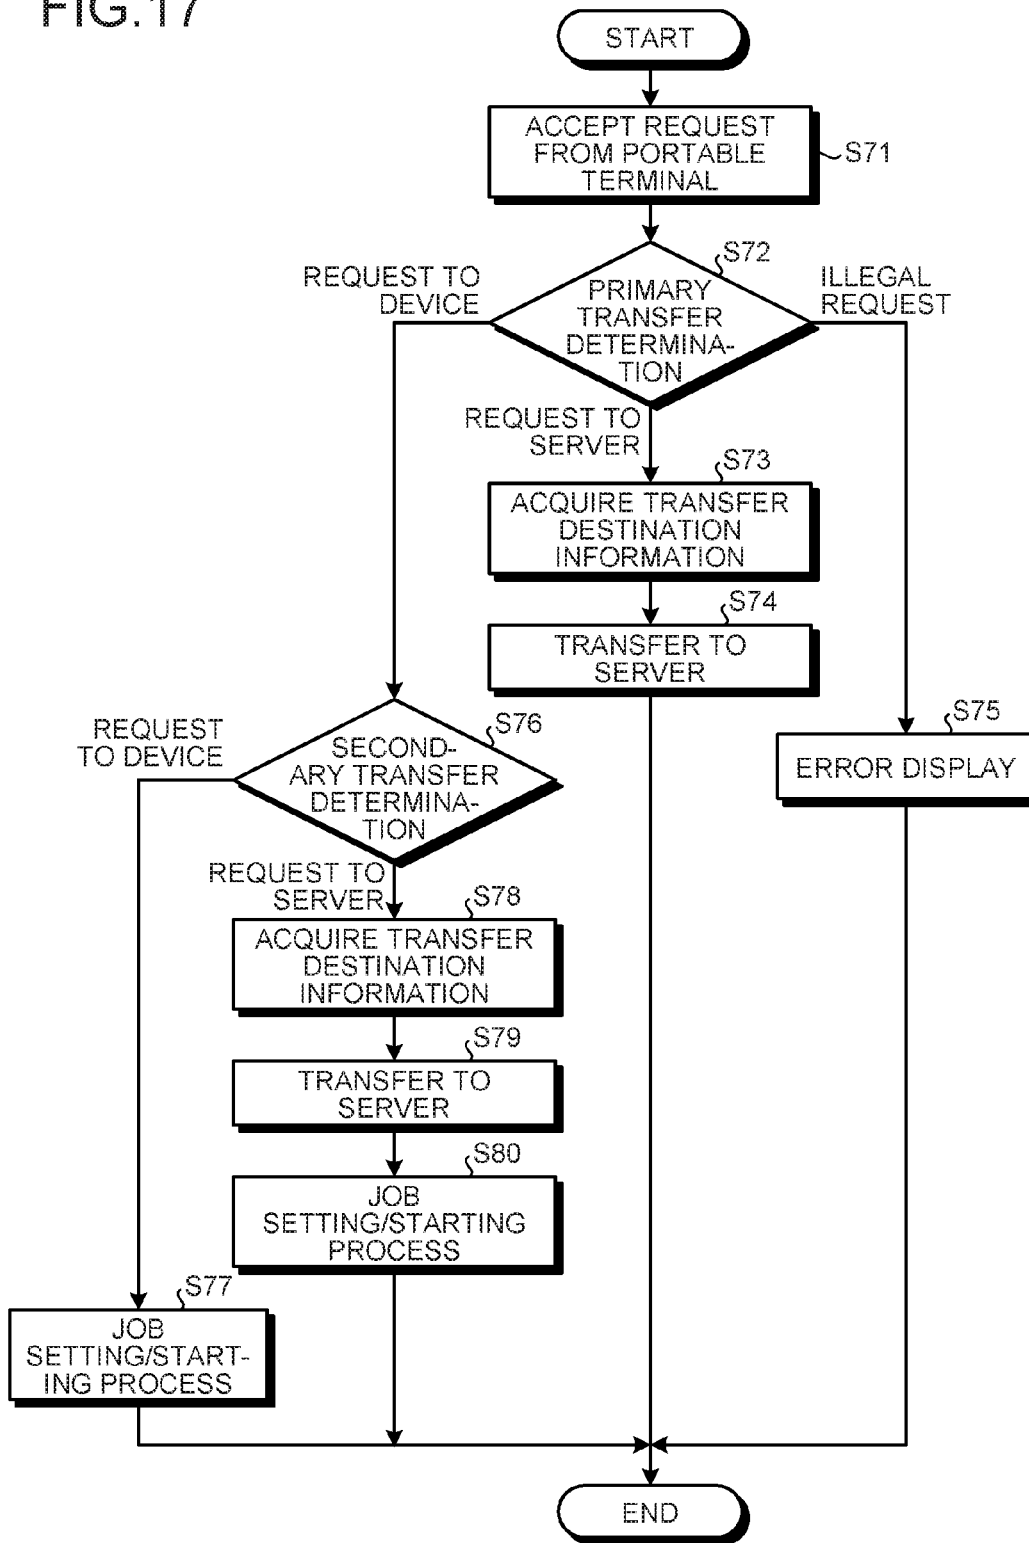 FIG.17
START
ACCEPT REQUEST
FROM PORTABLE
TERMINAL
S71
S72
REQUEST TO
DEVICE
PRIMARY
TRANSFER
DETERMINA-
TION
ILLEGAL
REQUEST
REQUEST TO
SERVER
S73
ACQUIRE TRANSFER
DESTINATION
INFORMATION
S74
TRANSFER TO
SERVER
S75
ERROR DISPLAY
S76
REQUEST
TO DEVICE
SECOND-
ARY TRANSFER
DETERMINA-
TION
REQUEST TO
SERVER
S78
ACQUIRE TRANSFER
DESTINATION
INFORMATION
S79
TRANSFER TO
SERVER
S80
JOB
SETTING/STARTING
PROCESS
S77
JOB
SETTING/START-
ING PROCESS
END